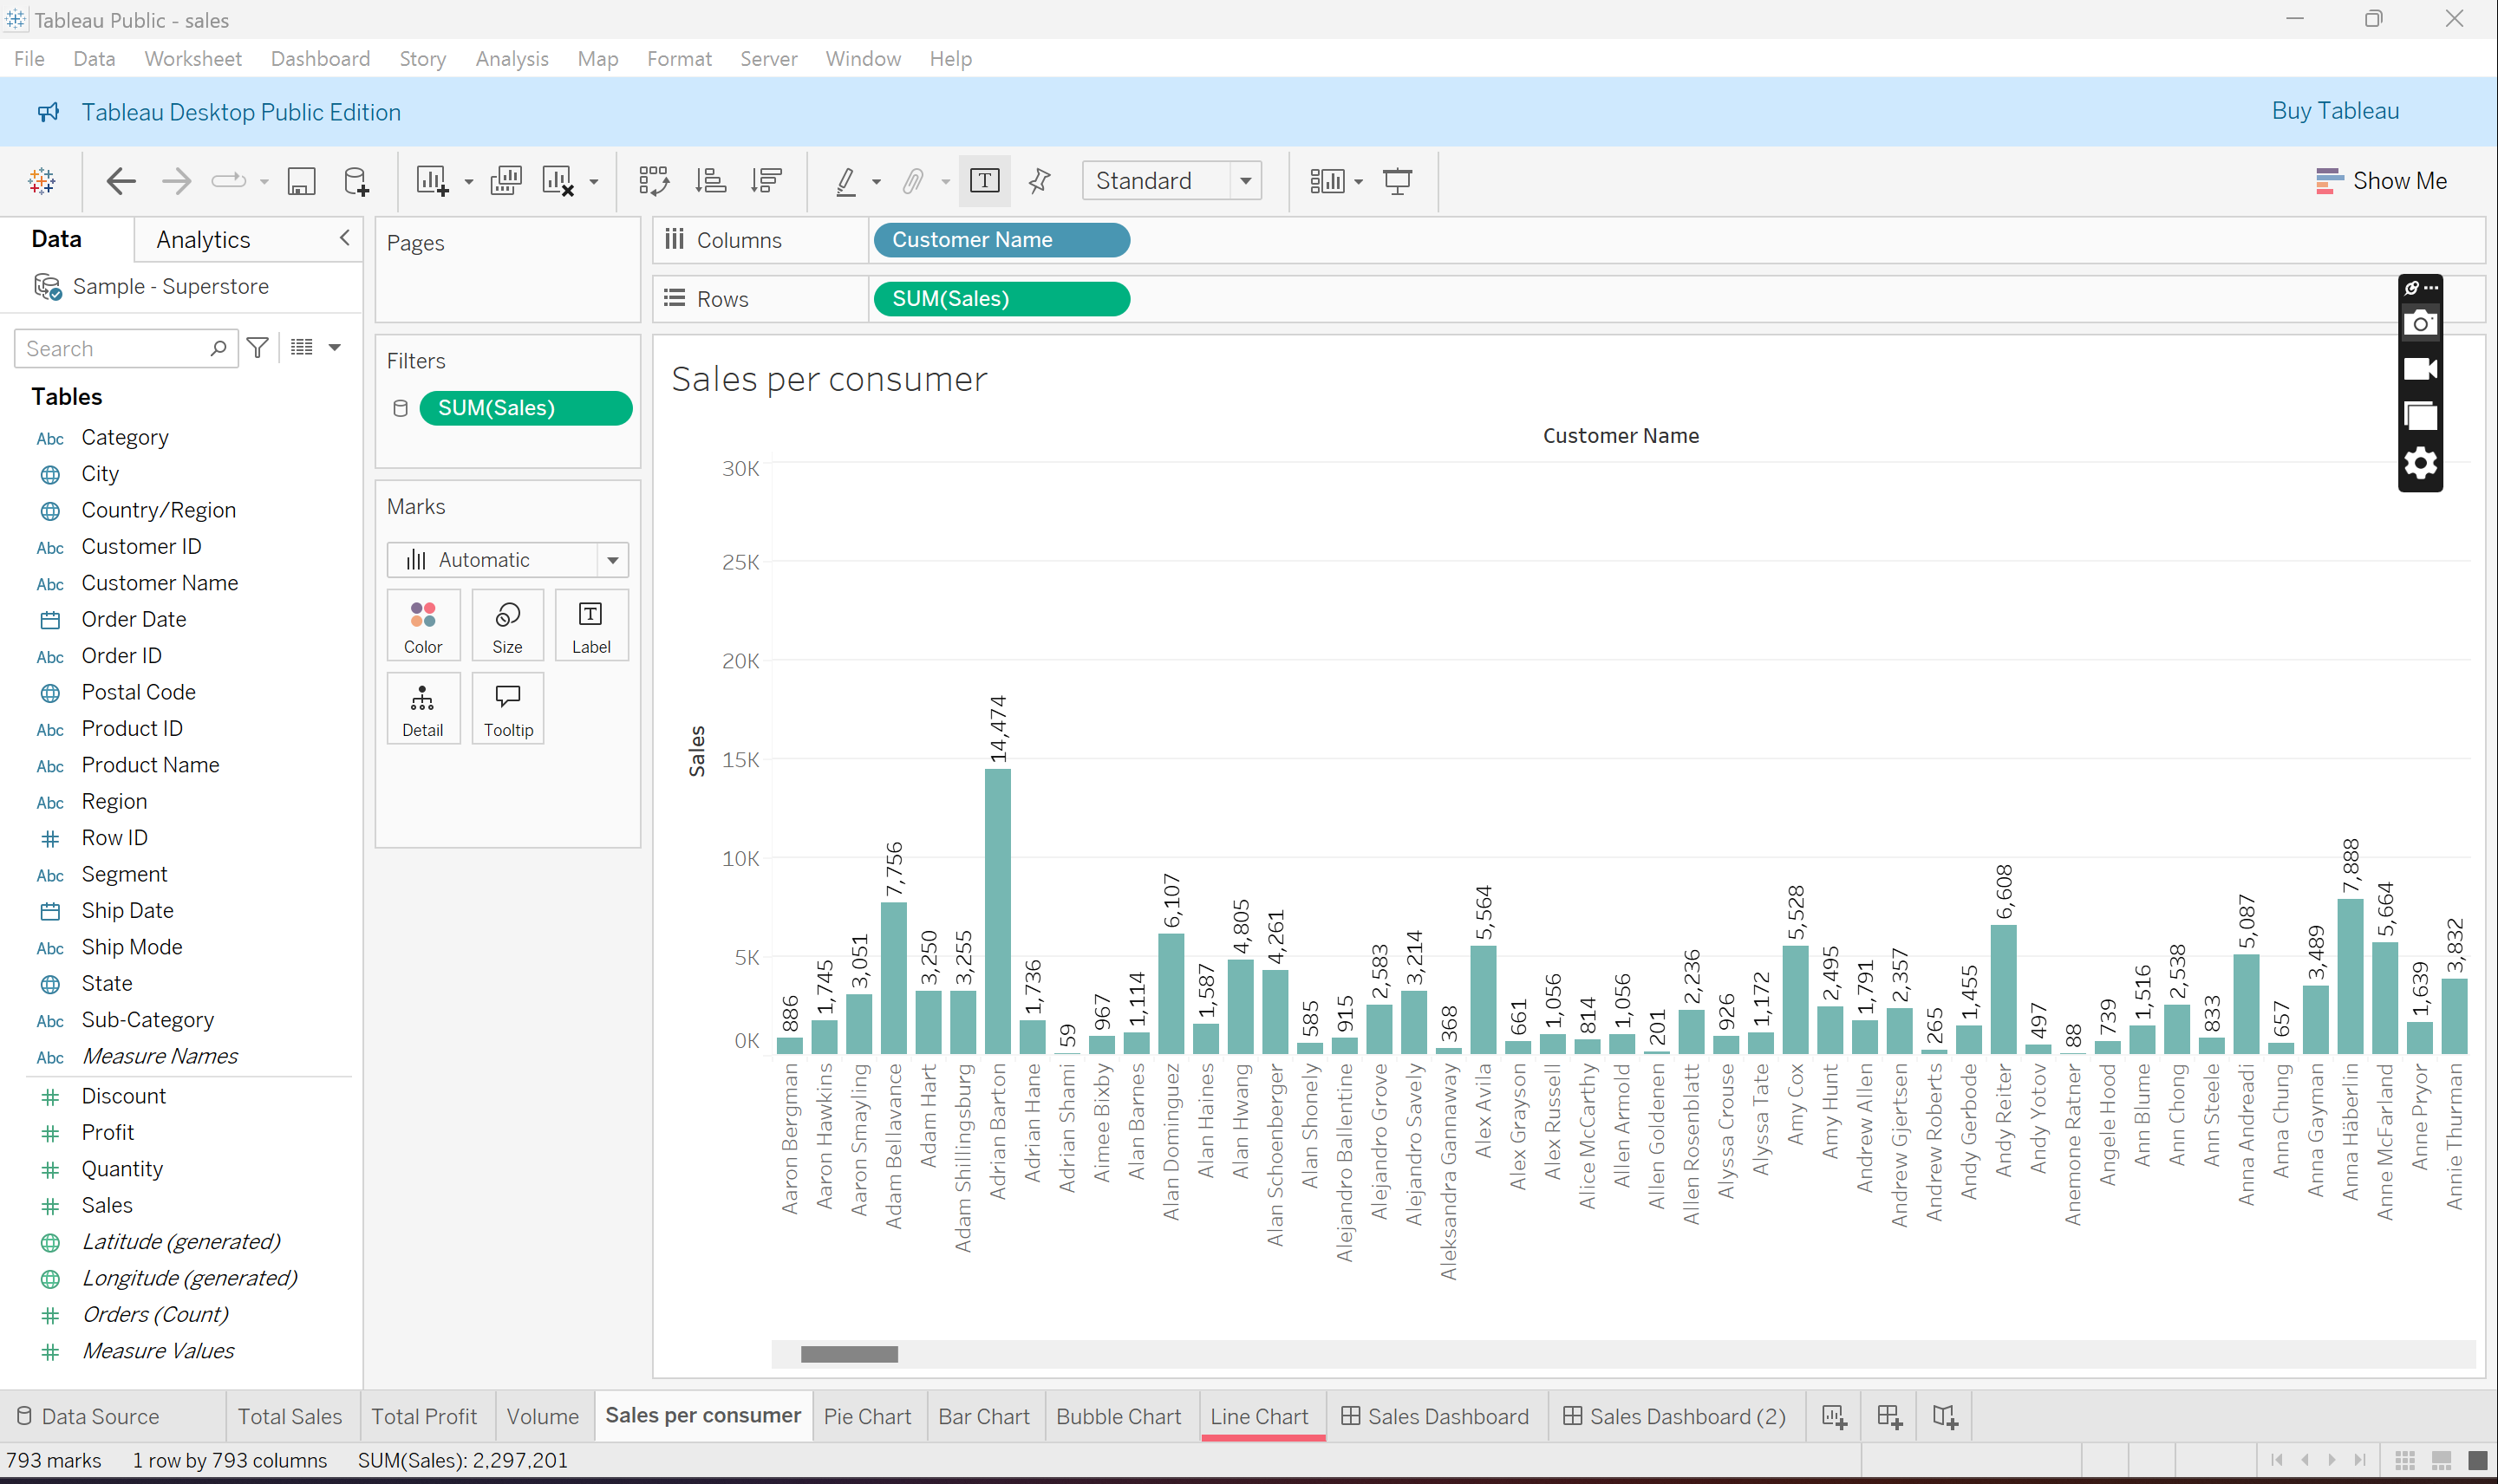 Tableau Public - sales
File Data Worksheet Dashboard Story Analysis Map Format Server Window Help
Tableau Desktop Public Edition
Buy Tableau
Standard
Show Me
Data
Analytics
Sample - Superstore
Search
Tables
Abc Category
City
Country/Region
Abc Customer ID
Abc Customer Name
Order Date
Abc Order ID
Postal Code
Abc Product ID
Abc Product Name
Abc Region
Row ID
Abc Segment
Ship Date
Abc Ship Mode
State
Abc Sub-Category
Abc Measure Names
Discount
Profit
Quantity
Sales
Latitude (generated)
Longitude (generated)
Orders (Count)
Measure Values
Pages
Filters
SUM(Sales)
Marks
Automatic
Color
Size
Label
Detail
Tooltip
Columns
Customer Name
Rows
SUM(Sales)
Sales per consumer
Customer Name
Sales
30K
25K
20K
15K
10K
5K
0K
886
1,745
3,051
7,756
3,250
3,255
14,474
1,736
59
967
1,114
6,107
1,587
4,805
4,261
585
915
2,583
3,214
368
5,564
661
1,056
814
1,056
201
2,236
926
1,172
5,528
2,495
1,791
2,357
265
1,455
6,608
497
88
739
1,516
2,538
833
5,087
657
3,489
7,888
5,664
1,639
3,832
Aaron Bergman
Aaron Hawkins
Aaron Smayling
Adam Bellavance
Adam Hart
Adam Shillingsburg
Adrian Barton
Adrian Hane
Adrian Shami
Aimee Bixby
Alan Barnes
Alan Dominguez
Alan Haines
Alan Hwang
Alan Schoenberger
Alan Shonely
Alejandro Ballentine
Alejandro Grove
Alejandro Savely
Aleksandra Gannaway
Alex Avila
Alex Grayson
Alex Russell
Alice McCarthy
Allen Armold
Allen Goldenen
Allen Rosenblatt
Alyssa Crouse
Alyssa Tate
Amy Cox
Amy Hunt
Andrew Allen
Andrew Gjertsen
Andrew Roberts
Andy Gerbode
Andy Reiter
Andy Yotov
Anemone Ratner
Angele Hood
Ann Blume
Ann Chong
Ann Steele
Anna Andreadi
Anna Chung
Anna Gayman
Anna Häberlin
Anne McFarland
Anne Pryor
Annie Thurman
Data Source
Total Sales
Total Profit
Volume
Sales per consumer
Pie Chart
Bar Chart
Bubble Chart
Line Chart
Sales Dashboard
Sales Dashboard (2)
793 marks
1 row by 793 columns
SUM(Sales): 2,297,201